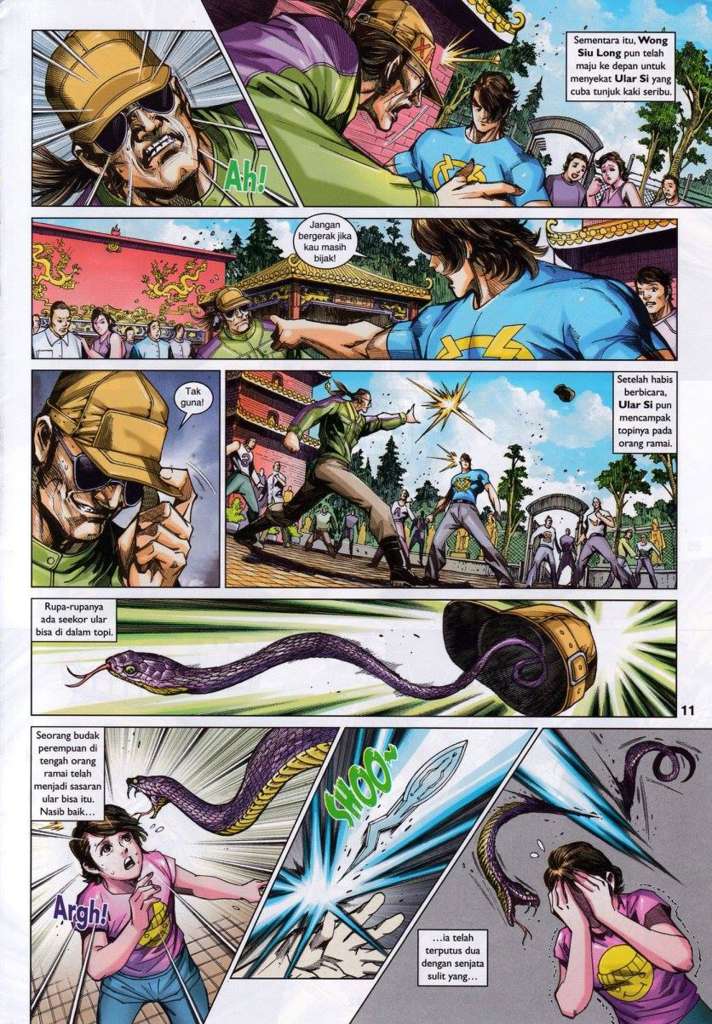 Sementara itu, Wong
Siu Long pun telah
maju ke depan untuk
menyekat Ular Si yang
cuba tunjuk kaki seribu.
Ah!
Jangan
bergerak jika
kau masih
bijak!
Tak
guna!
Setelah habis
berbicara,
Ular Si pun
mencampak
topinya pada
orang ramai.
Rupa-rupanya
ada seekor ular
bisa di dalam topi.
11
Seorang budak
perempuan di
tengah orang
ramai telah
menjadi sasaran
ular bisa itu.
Nasib baik...
Argh!
SHOO
...ia telah
terputus dua
dengan senjata
sulit yang...